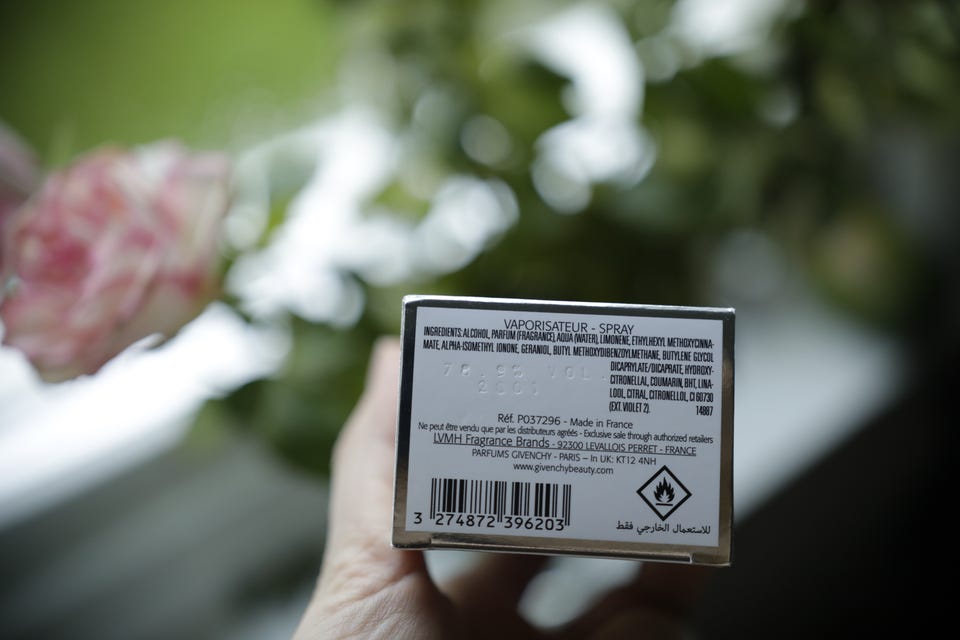 VAPORISATEUR - SPRAY
INGREDIENTS: ALCOHOL, PARFUM (FRAGRANCE), AQUA (WATER), LIMONENE, ETHYLHEXYL METHOXYCINNA-
MATE, ALPHA-ISOMETHYL IONONE, GERANIOL, BUTYL METHOXYDIBENZOYLMETHANE, BUTYLENE GLYCOL
DICAPRYLATE/DICAPRATE, HYDROXY-
CITRONELLAL, COUMARIN, BHT, LINA-
LOOL, CITRAL, CITRONELLOL, CI 60730
(EXT. VIOLET 2). 14887
78.9% VOL.
Réf. P037296 - Made in France
Ne peut être vendu que par les distributeurs agréés - Exclusive sale through authorized retailers
LVMH Fragrance Brands - 92300 LEVALLOIS PERRET - FRANCE
PARFUMS GIVENCHY - PARIS – In UK: KT12 4NH
www.givenchybeauty.com
3 274872 396203
للاستعمال الخارجي فقط